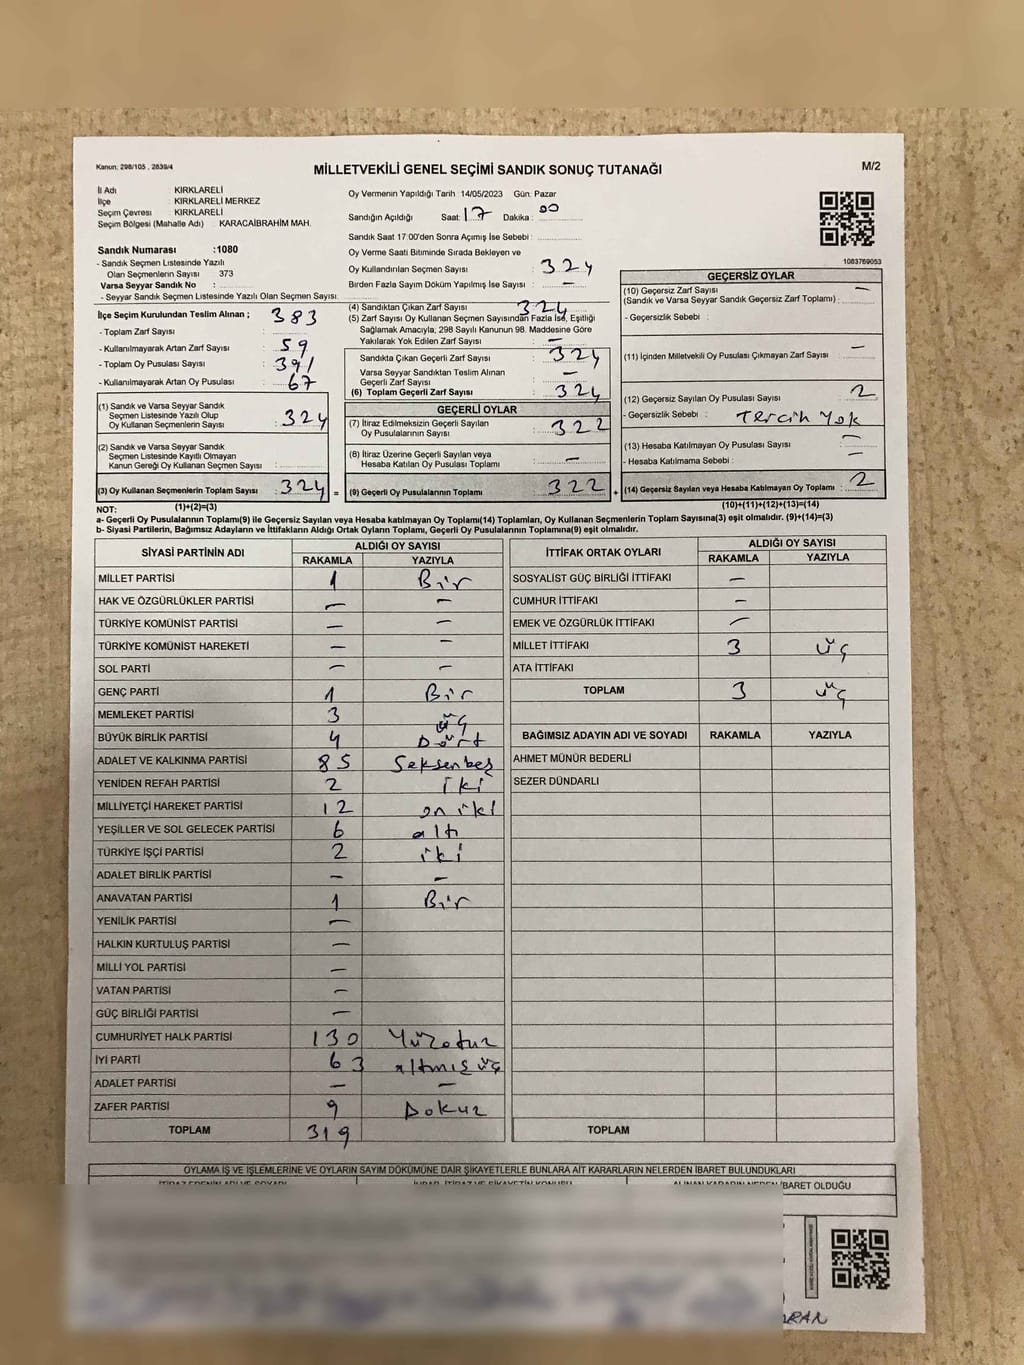 Kanun: 298/105 , 2839/4
MİLLETVEKİLİ GENEL SEÇİMİ SANDIK SONUÇ TUTANAĞI
M/2
İl Adı : KIRKLARELİ
İlçe : KIRKLARELİ MERKEZ
Seçim Çevresi : KIRKLARELİ
Seçim Bölgesi (Mahalle Adı) : KARACAİBRAHİM MAH.
Oy Vermenin Yapıldığı Tarih : 14/05/2023 Gün: Pazar
Sandığın Açıldığı Saat: 17 Dakika : 00
Sandık Saat 17:00'den Sonra Açımış İse Sebebi :
Oy Verme Saati Bitiminde Sırada Bekleyen ve
Oy Kullandırılan Seçmen Sayısı : 324
Birden Fazla Sayım Döküm Yapılmış İse Sayısı : –
1083769053
Sandık Numarası :1080
- Sandık Seçmen Listesinde Yazılı
Olan Seçmenlerin Sayısı : 373
Varsa Seyyar Sandık No :
- Seyyar Sandık Seçmen Listesinde Yazılı Olan Seçmen Sayısı:
İlçe Seçim Kurulundan Teslim Alınan ; 383
- Toplam Zarf Sayısı :
- Kullanılmayarak Artan Zarf Sayısı : 59
- Toplam Oy Pusulası Sayısı : 391
- Kullanılmayarak Artan Oy Pusulası : 67
(1) Sandık ve Varsa Seyyar Sandık
Seçmen Listesinde Yazılı Olup
Oy Kullanan Seçmenlerin Sayısı : 324
(2) Sandık ve Varsa Seyyar Sandık
Seçmen Listesinde Kayıtlı Olmayan
Kanun Gereği Oy Kullanan Seçmen Sayısı :
(3) Oy Kullanan Seçmenlerin Toplam Sayısı : 324 =
(4) Sandıktan Çıkan Zarf Sayısı : 324
(5) Zarf Sayısı Oy Kullanan Seçmen Sayısından Fazla İse, Eşitliği
Sağlamak Amacıyla, 298 Sayılı Kanunun 98. Maddesine Göre
Yakılarak Yok Edilen Zarf Sayısı : –
Sandıkta Çıkan Geçerli Zarf Sayısı : 324
Varsa Seyyar Sandıktan Teslim Alınan
Geçerli Zarf Sayısı : –
(6) Toplam Geçerli Zarf Sayısı : 324
GEÇERLİ OYLAR
(7) İtiraz Edilmeksizin Geçerli Sayılan
Oy Pusulalarının Sayısı : 322
(8) İtiraz Üzerine Geçerli Sayılan veya
Hesaba Katılan Oy Pusulası Toplamı : –
(9) Geçerli Oy Pusulalarının Toplamı : 322 +
GEÇERSİZ OYLAR
(10) Geçersiz Zarf Sayısı –
(Sandık ve Varsa Seyyar Sandık Geçersiz Zarf Toplamı) :
- Geçersizlik Sebebi :
(11) İçinden Milletvekili Oy Pusulası Çıkmayan Zarf Sayısı : –
(12) Geçersiz Sayılan Oy Pusulası Sayısı : 2
- Geçersizlik Sebebi : Tercih Yok
(13) Hesaba Katılmayan Oy Pusulası Sayısı : –
- Hesaba Katılmama Sebebi : –
(14) Geçersiz Sayılan veya Hesaba Katılmayan Oy Toplamı : 2
NOT: (1)+(2)=(3)
(10)+(11)+(12)+(13)=(14)
a- Geçerli Oy Pusulalarının Toplamı(9) ile Geçersiz Sayılan veya Hesaba katılmayan Oy Toplamı(14) Toplamları, Oy Kullanan Seçmenlerin Toplam Sayısına(3) eşit olmalıdır. (9)+(14)=(3)
b- Siyasi Partilerin, Bağımsız Adayların ve İttifakların Aldığı Ortak Oyların Toplamı, Geçerli Oy Pusulalarının Toplamına(9) eşit olmalıdır.
SİYASİ PARTİNİN ADI ALDIĞI OY SAYISI
RAKAMLA YAZIYLA
MİLLET PARTİSİ 1 Bir
HAK VE ÖZGÜRLÜKLER PARTİSİ – –
TÜRKİYE KOMÜNİST PARTİSİ – –
TÜRKİYE KOMÜNİST HAREKETİ – –
SOL PARTİ – –
GENÇ PARTİ 1 Bir
MEMLEKET PARTİSİ 3 üç
BÜYÜK BİRLİK PARTİSİ 4 Dört
ADALET VE KALKINMA PARTİSİ 85 Seksenbeş
YENİDEN REFAH PARTİSİ 2 iki
MİLLİYETÇİ HAREKET PARTİSİ 12 on iki
YEŞİLLER VE SOL GELECEK PARTİSİ 6 altı
TÜRKİYE İŞÇİ PARTİSİ 2 iki
ADALET BİRLİK PARTİSİ – –
ANAVATAN PARTİSİ 1 Bir
YENİLİK PARTİSİ –
HALKIN KURTULUŞ PARTİSİ –
MİLLİ YOL PARTİSİ –
VATAN PARTİSİ –
GÜÇ BİRLİĞİ PARTİSİ –
CUMHURİYET HALK PARTİSİ 130 Yüzotuz
İYİ PARTİ 63 altmış üç
ADALET PARTİSİ – –
ZAFER PARTİSİ 9 Dokuz
TOPLAM 319
İTTİFAK ORTAK OYLARI ALDIĞI OY SAYISI
RAKAMLA YAZIYLA
SOSYALİST GÜÇ BİRLİĞİ İTTİFAKI –
CUMHUR İTTİFAKI –
EMEK VE ÖZGÜRLÜK İTTİFAKI –
MİLLET İTTİFAKI 3 üç
ATA İTTİFAKI
TOPLAM 3 üç
BAĞIMSIZ ADAYIN ADI VE SOYADI RAKAMLA YAZIYLA
AHMET MÜNÜR BEDERLİ
SEZER DÜNDARLI
TOPLAM
OYLAMA İŞ VE İŞLEMLERİNE VE OYLARIN SAYIM DÖKÜMÜNE DAİR ŞİKAYETLERLE BUNLARA AİT KARARLARIN NELERDEN İBARET BULUNDUKLARI
İBARET OLDUĞU